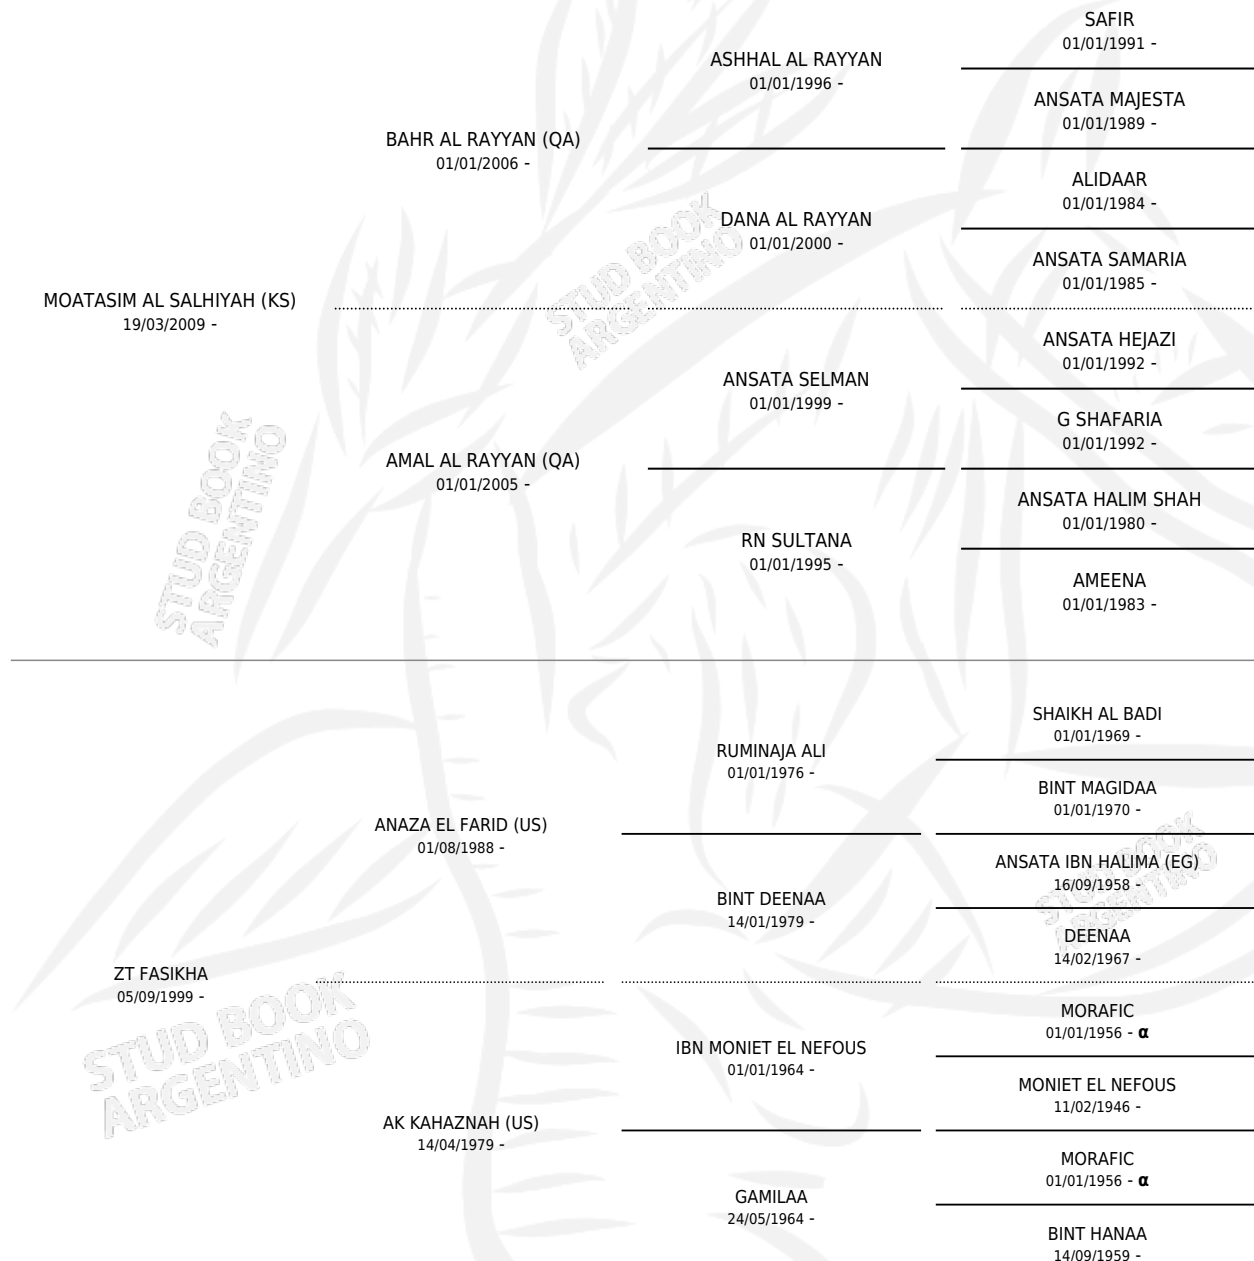 SAFIR
01/01/1991 -
ASHHAL AL RAYYAN
01/01/1996 -
ANSATA MAJESTA
01/01/1989 -
BAHR AL RAYYAN (QA)
01/01/2006 -
ALIDAAR
01/01/1984 -
DANA AL RAYYAN
01/01/2000 -
ANSATA SAMARIA
01/01/1985 -
MOATASIM AL SALHIYAH (KS)
19/03/2009 -
ANSATA HEJAZI
01/01/1992 -
ANSATA SELMAN
01/01/1999 -
G SHAFARIA
01/01/1992 -
AMAL AL RAYYAN (QA)
01/01/2005 -
ANSATA HALIM SHAH
01/01/1980 -
RN SULTANA
01/01/1995 -
AMEENA
01/01/1983 -
SHAIKH AL BADI
01/01/1969 -
RUMINAJA ALI
01/01/1976 -
BINT MAGIDAA
01/01/1970 -
ANAZA EL FARID (US)
01/08/1988 -
ANSATA IBN HALIMA (EG)
16/09/1958 -
BINT DEENAA
14/01/1979 -
DEENAA
14/02/1967 -
ZT FASIKHA
05/09/1999 -
MORAFIC
01/01/1956 - α
IBN MONIET EL NEFOUS
01/01/1964 -
MONIET EL NEFOUS
11/02/1946 -
AK KAHAZNAH (US)
14/04/1979 -
MORAFIC
01/01/1956 - α
GAMILAA
24/05/1964 -
BINT HANAA
14/09/1959 -
STUD BOOK
ARGENTINO
STUD BOOK
ARGENTINO
STUD BOOK
ARGENTINO
STUD BOOK
ARGENTINO